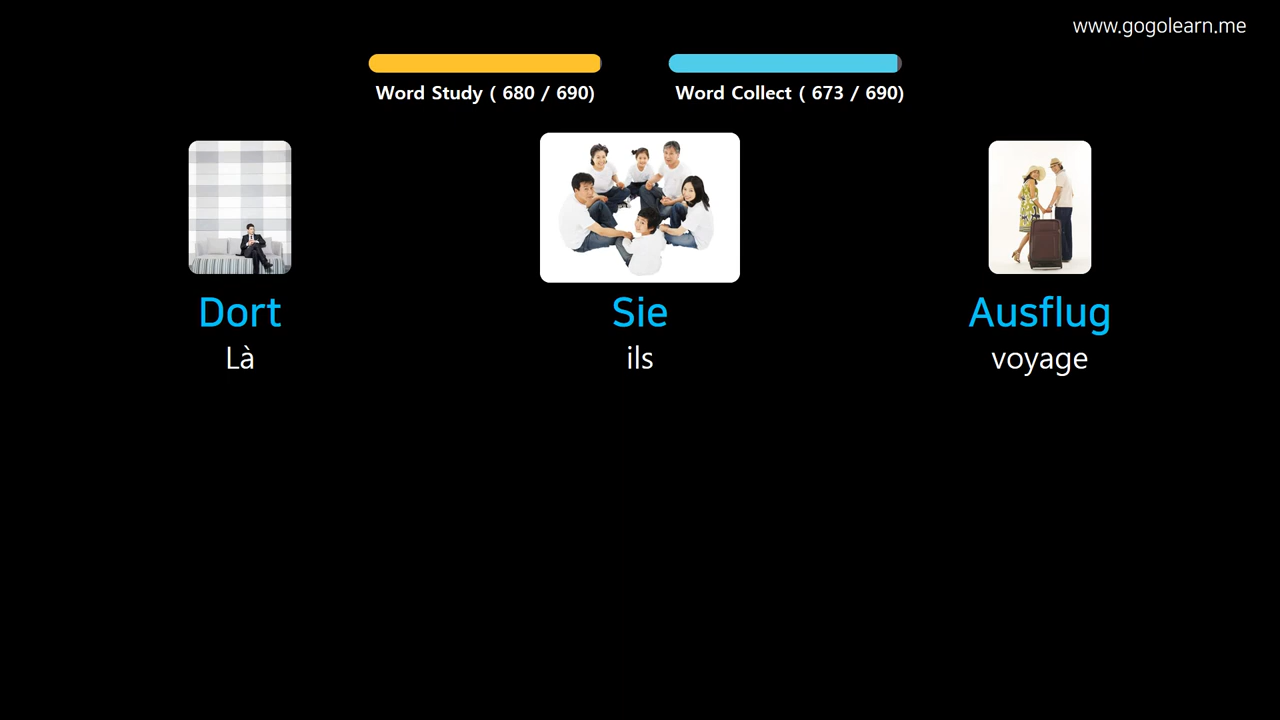 www.gogolearn.me
Word Study ( 680 / 690)
Word Collect ( 673 / 690)
Dort
Là
Sie
ils
Ausflug
voyage